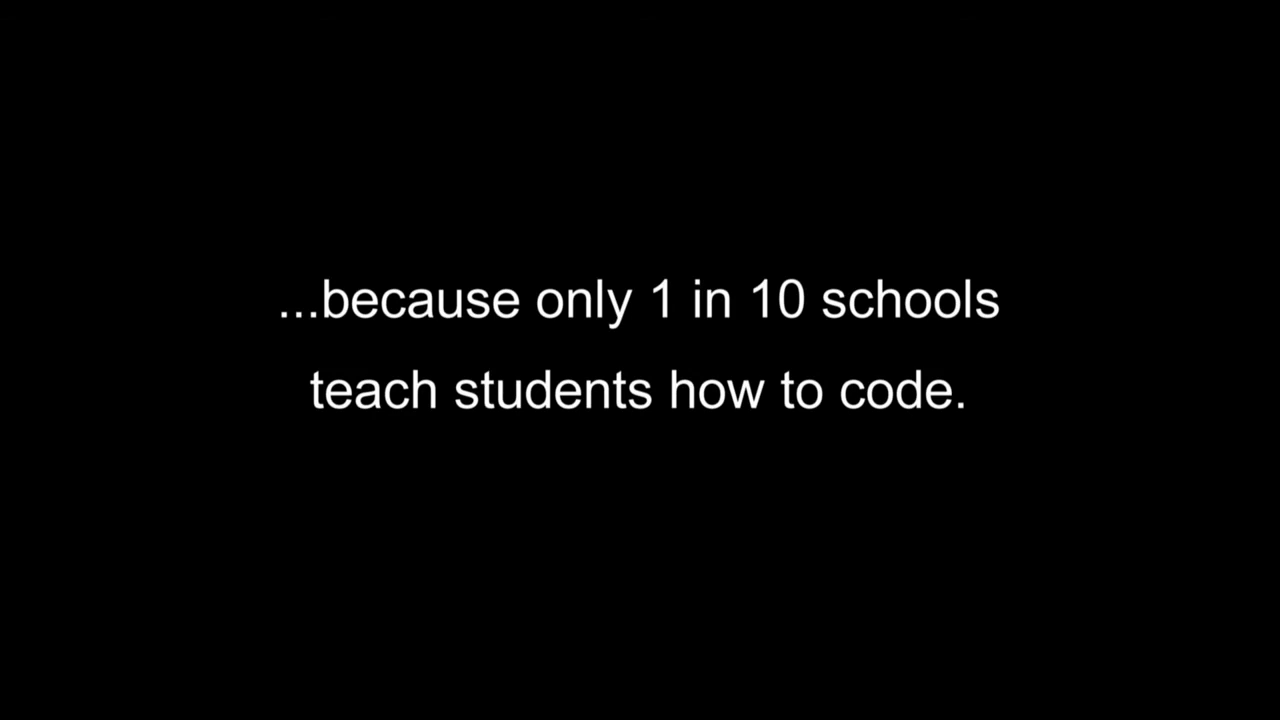 ...because only 1 in 10 schools
teach students how to code.